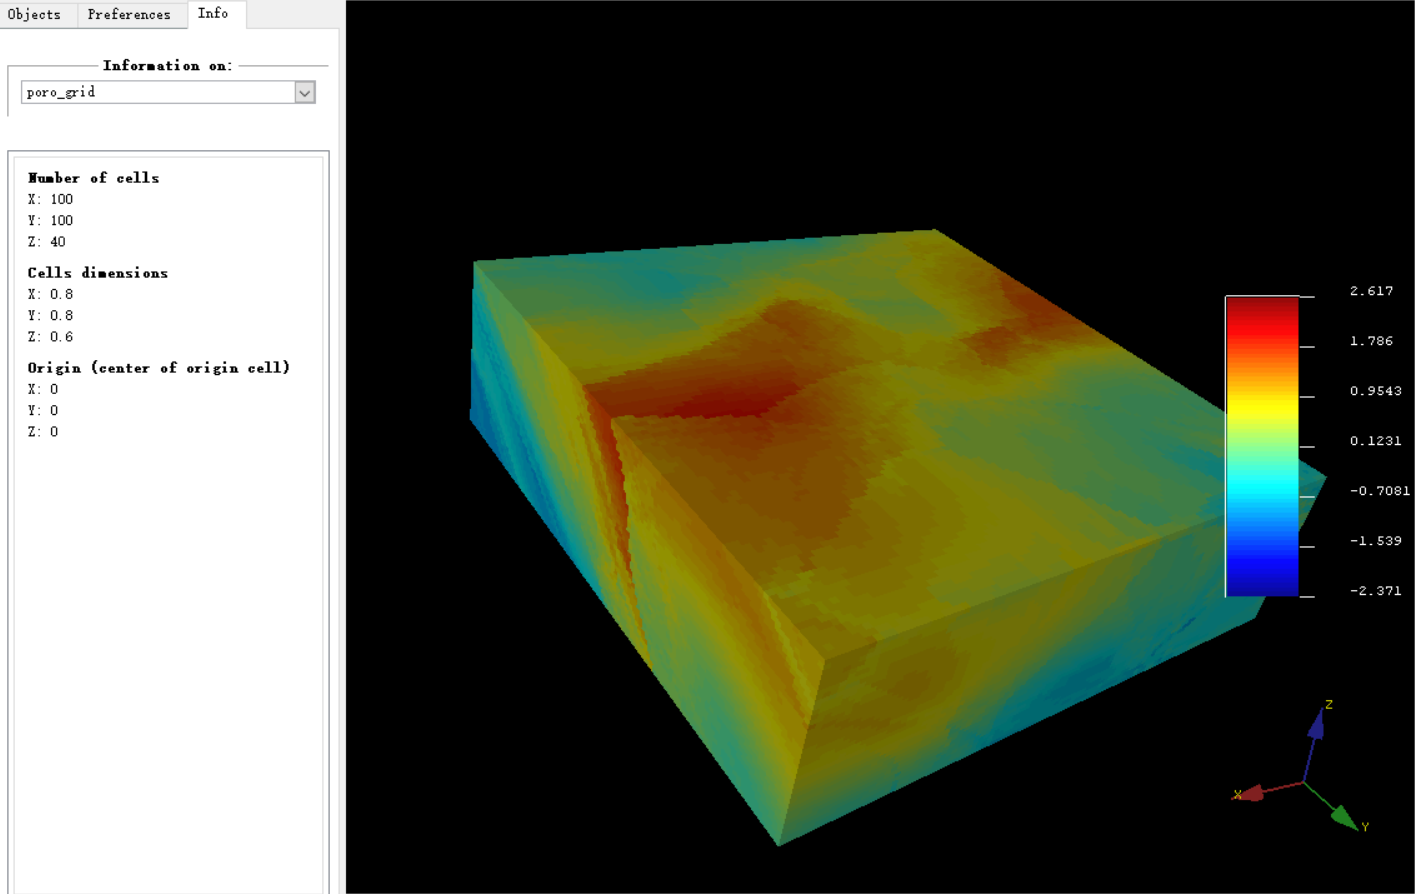 Objects Preferences Info
Information on:
poro_grid
Number of cells
X: 100
Y: 100
Z: 40
Cells dimensions
X: 0.8
Y: 0.8
Z: 0.6
Origin (center of origin cell)
X: 0
Y: 0
Z: 0
2.617
1.786
0.9543
0.1231
-0.7081
-1.539
-2.371
Z
X
Y